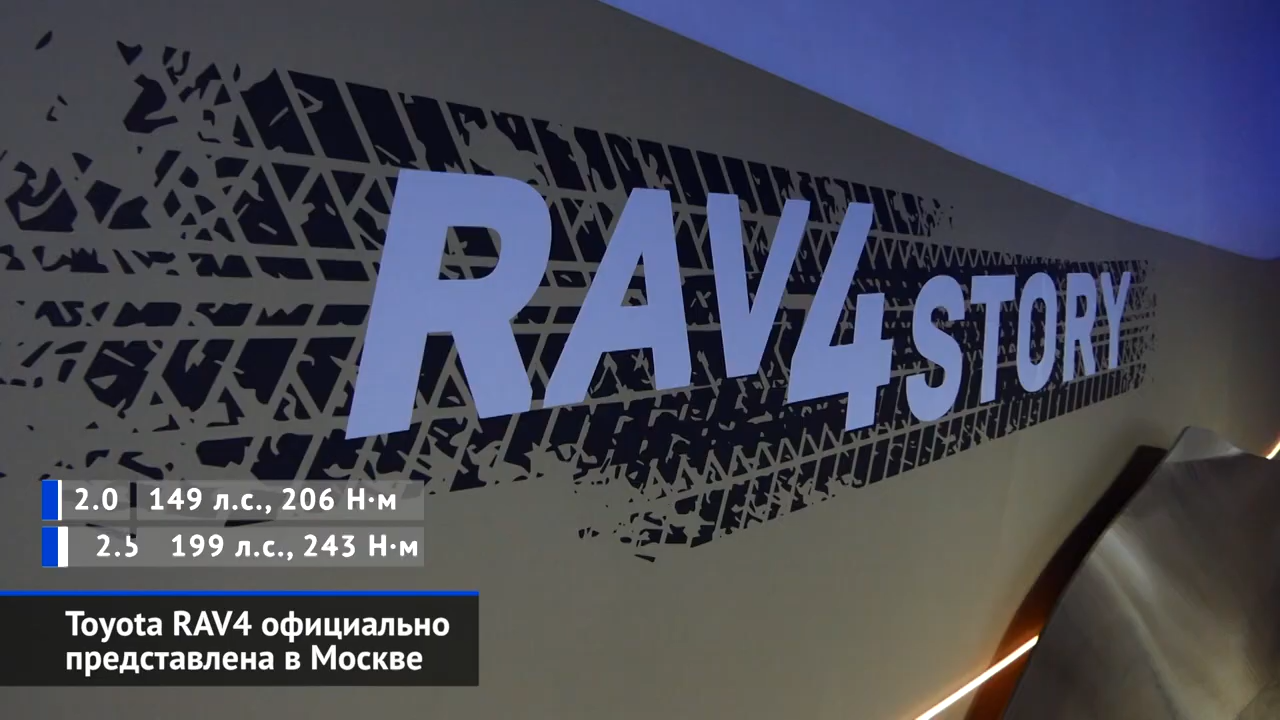 RAV4 STORY
2.0 149 л.с., 206 Н·м
2.5 199 л.с., 243 Н·м
Toyota RAV4 официально
представлена в Москве